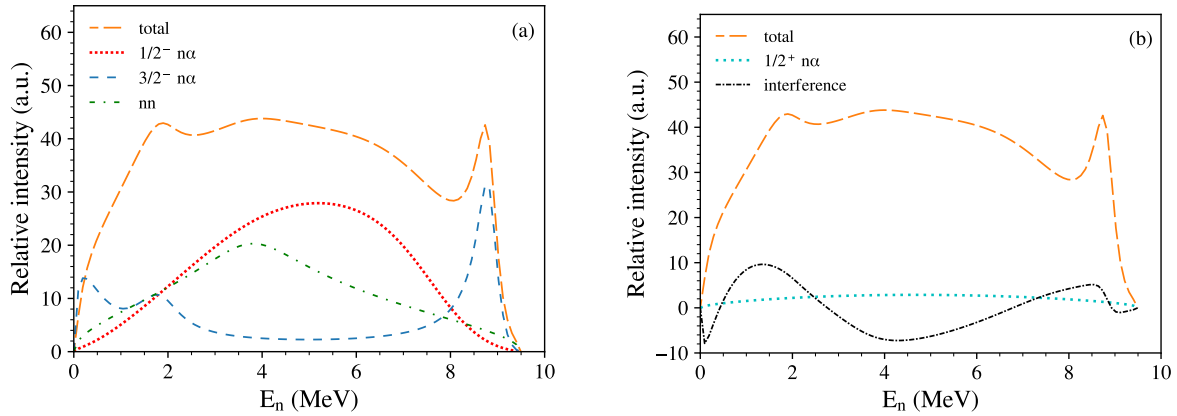 (a)
total
1/2⁻ nα
3/2⁻ nα
nn
Relative intensity (a.u.)
60
50
40
30
20
10
0
0 2 4 6 8 10
Eₙ (MeV)
(b)
total
1/2⁺ nα
interference
Relative intensity (a.u.)
60
50
40
30
20
10
0
−10
0 2 4 6 8 10
Eₙ (MeV)